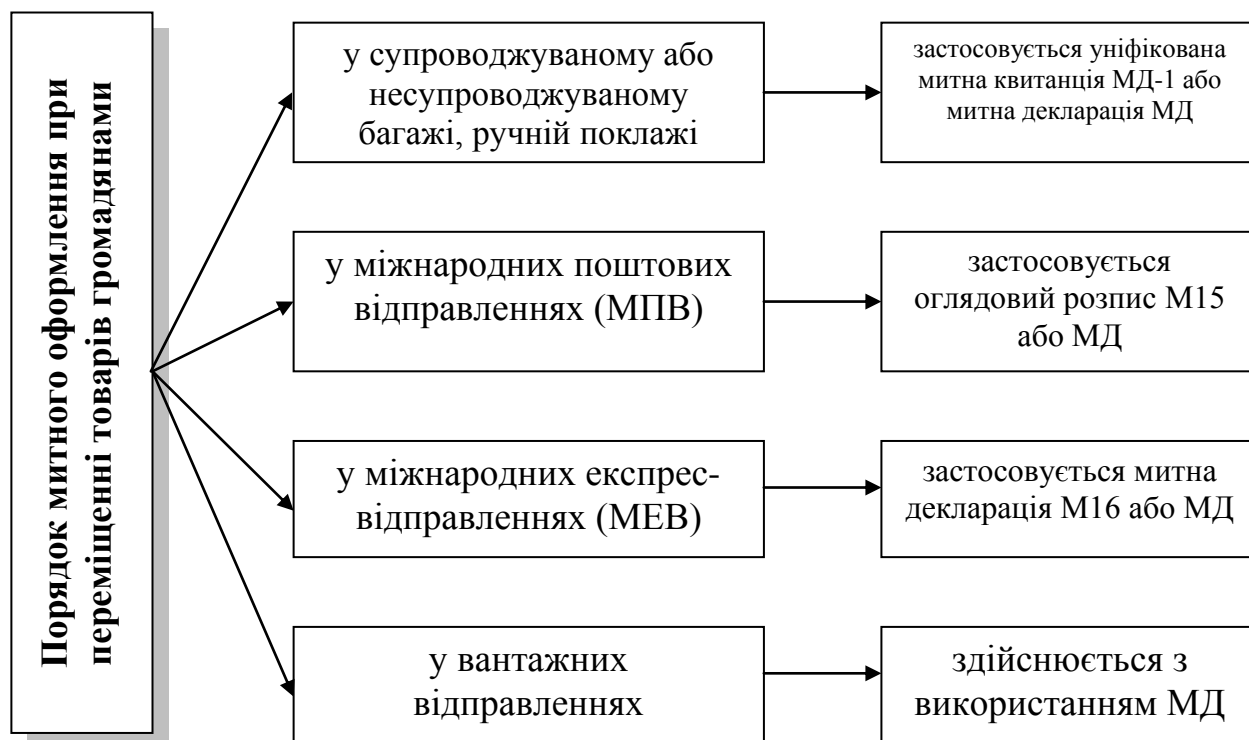 Порядок митного оформлення при
переміщенні товарів громадянами
у супроводжуваному або
несупроводжуваному
багажі, ручній поклажі
застосовується уніфікована
митна квитанція МД-1 або
митна декларація МД
у міжнародних поштових
відправленнях (МПВ)
застосовується
оглядовий розпис М15
або МД
у міжнародних експрес-
відправленнях (МЕВ)
застосовується митна
декларація М16 або МД
у вантажних
відправленнях
здійснюється з
використанням МД